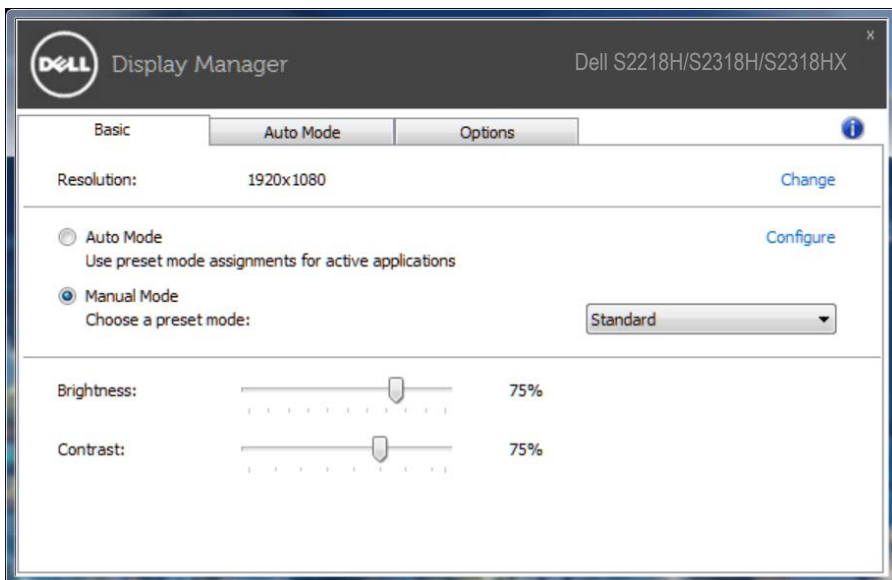 DELL Display Manager Dell S2218H/S2318H/S2318HX x
Basic Auto Mode Options i
Resolution: 1920x1080 Change
Auto Mode Configure
Use preset mode assignments for active applications
Manual Mode
Choose a preset mode: Standard
Brightness: 75%
Contrast: 75%